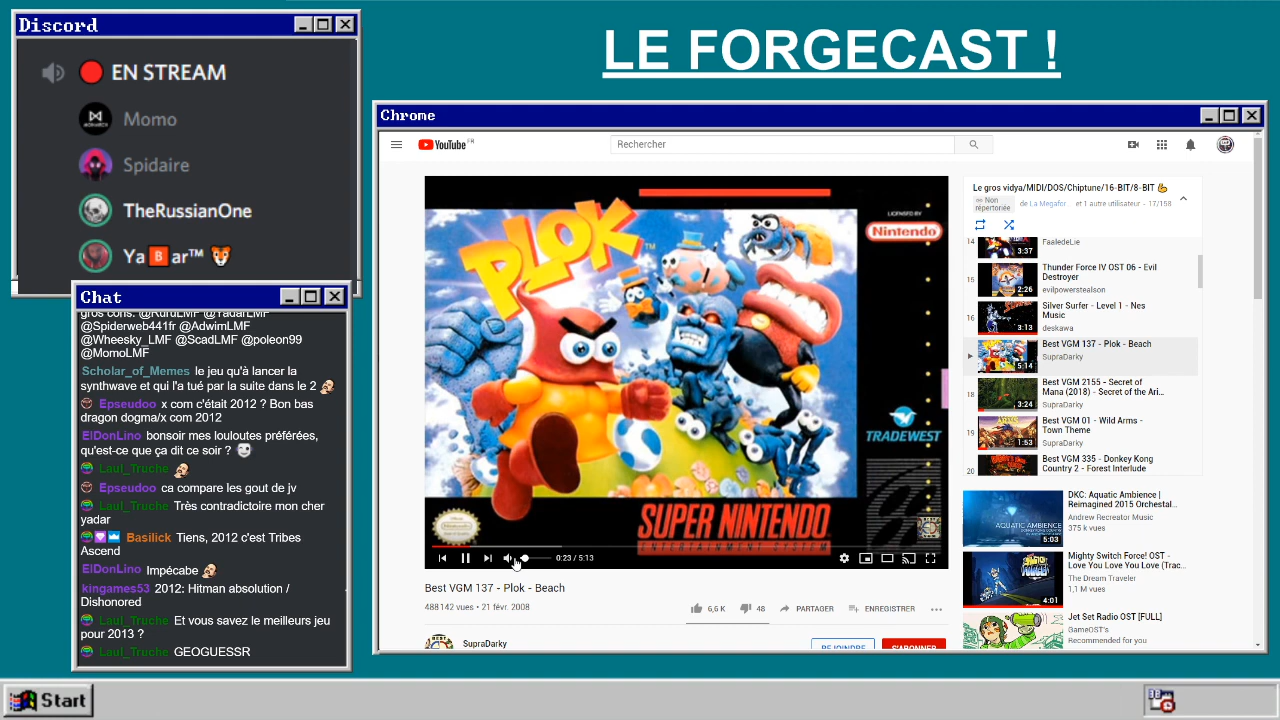 Discord
LE FORGECAST !
EN STREAM
Momo
Spidaire
TheRussianOne
Ya🅱ar™ 🐯
Chat
@Spiderweb441fr @AdwimLMF
@Wheesky_LMF @ScadLMF @poleon99
@MomoLMF
Scholar_of_Memes le jeu qu'à lancer la
synthwave et qui l'a tué par la suite dans le 2
Epseudoo x com c'était 2012 ? Bon bas
dragon dogma/x com 2012
ElDonLino bonsoir mes louloutes préférées,
qu'est-ce que ça dit ce soir ?
Laul_Truche
Epseudoo ce manque de gout de jv
Laul_Truche Très contradictoire mon cher
yadar
Basilick Tiens, 2012 c'est Tribes
Ascend
ElDonLino Impécabe
kingames53 2012: Hitman absolution /
Dishonored
Laul_Truche Et vous savez le meilleurs jeu
pour 2013 ?
Laul_Truche GEOGUESSR
Chrome
YouTube FR
Rechercher
PLOK
TM
LICENSED BY
Nintendo
TRADEWEST
SUPER NINTENDO
ENTERTAINMENT SYSTEM
0:23 / 5:13
Best VGM 137 - Plok - Beach
488 142 vues • 21 févr. 2008
6,6 K
48
PARTAGER
ENREGISTRER
SupraDarky
REJOINDRE
S'ABONNER
Le gros vidya/MIDI/DOS/Chiptune/16-BIT/8-BIT 💪
Non
répertoriée
de La Megafor... et 1 autre utilisateur - 17/158
14
3:37
FaaledeLie
15
2:26
Thunder Force IV OST 06 - Evil
Destroyer
evilpowerstealson
16
3:13
Silver Surfer - Level 1 - Nes
Music
deskawa
5:14
Best VGM 137 - Plok - Beach
SupraDarky
18
3:24
Best VGM 2155 - Secret of
Mana (2018) - Secret of the Ari...
SupraDarky
19
1:53
Best VGM 01 - Wild Arms -
Town Theme
SupraDarky
20
Best VGM 335 - Donkey Kong
Country 2 - Forest Interlude
AQUATIC AMBIENCE
5:03
DKC: Aquatic Ambience |
Reimagined 2015 Orchestal...
Andrew Recreator Music
375 k vues
4:01
Mighty Switch Force! OST -
Love You Love You Love (Trac...
The Dream Traveler
1,1 M vues
Jet Set Radio OST [FULL]
GameOST's
Recommended for you
Start